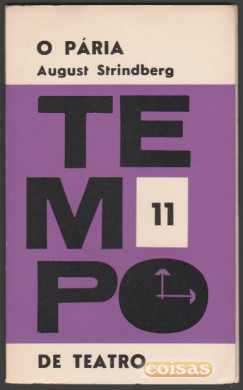 O PÁRIA
August Strindberg
TE
M 11
PO
DE TEATRO
coisas